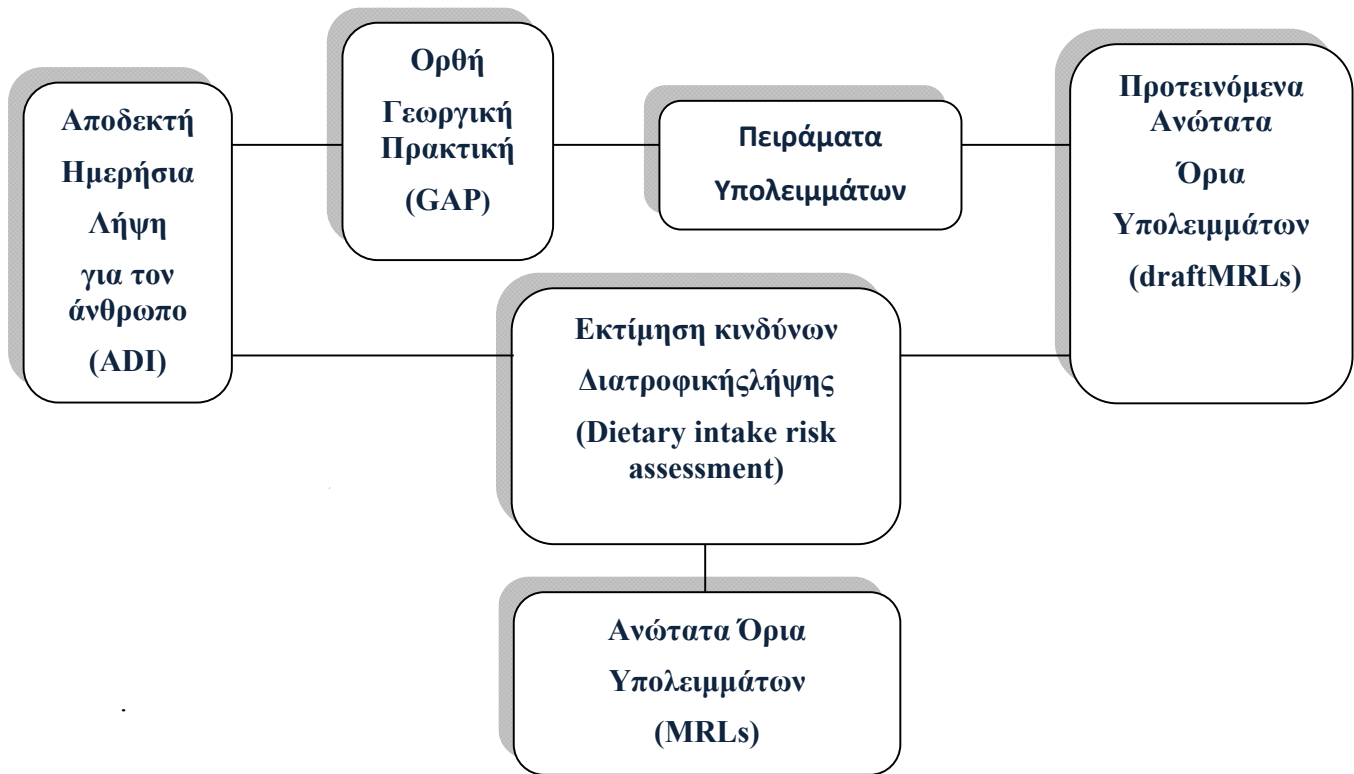 Αποδεκτή
Ημερήσια
Λήψη
για τον
άνθρωπο
(ADI)
Ορθή
Γεωργική
Πρακτική
(GAP)
Πειράματα
Υπολειμμάτων
Προτεινόμενα
Ανώτατα
Όρια
Υπολειμμάτων
(draftMRLs)
Εκτίμηση κινδύνων
Διατροφικήςλήψης
(Dietary intake risk
assessment)
Ανώτατα Όρια
Υπολειμμάτων
(MRLs)